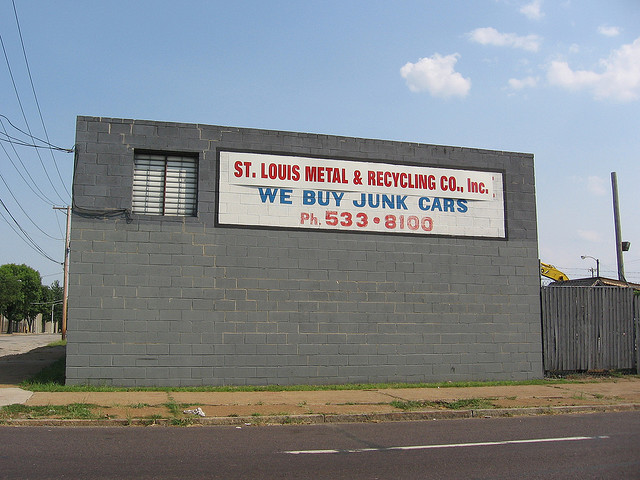 ST. LOUIS METAL & RECYCLING CO., Inc.
WE BUY JUNK CARS
Ph. 533•8100